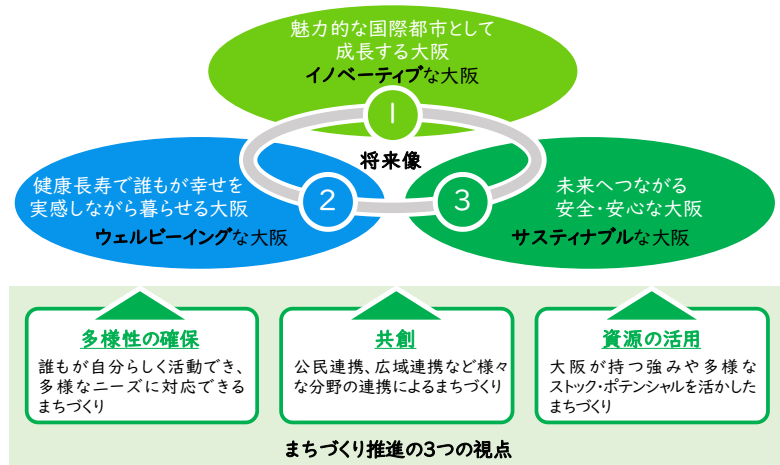 魅力的な国際都市として
成長する大阪
イノベーティブな大阪
1
将来像
健康長寿で誰もが幸せを
実感しながら暮らせる大阪
ウェルビーイングな大阪
2
3
未来へつながる
安全・安心な大阪
サスティナブルな大阪
多様性の確保
誰もが自分らしく活動でき、
多様なニーズに対応できる
まちづくり
共創
公民連携、広域連携など様々
な分野の連携によるまちづくり
資源の活用
大阪が持つ強みや多様な
ストック・ポテンシャルを活かした
まちづくり
まちづくり推進の3つの視点